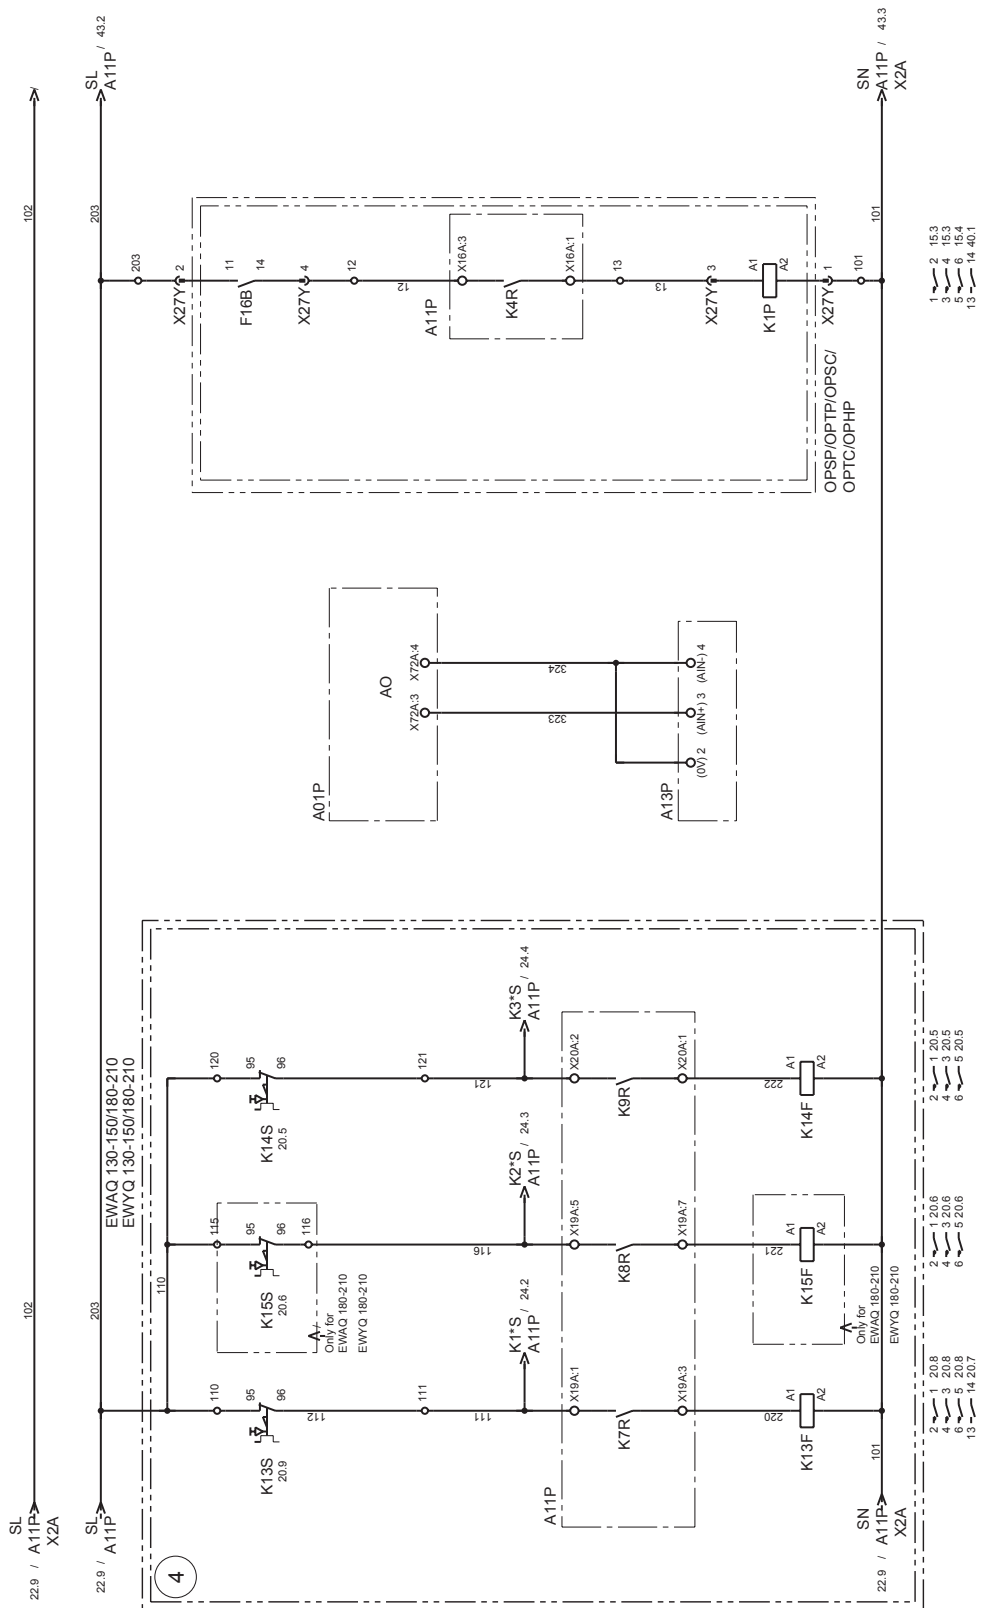 22.9 / SL
A11P
X2A
102
102
22.9 / SL
A11P
203
203
SL
A11P / 43.2
4
EWAQ 130-150/180-210
EWYQ 130-150/180-210
110
110
95
96
K13S
20.9
112
111
111
K1*S / 24.2
A11P
A11P
X19A:1
K7R
X19A:3
220
A1
A2
K13F
115
95
96
K15S
20.6
116
Only for
EWAQ 180-210
EWYQ 180-210
116
K2*S / 24.3
A11P
X19A:5
K8R
X19A:7
221
A1
A2
K15F
Only for
EWAQ 180-210
EWYQ 180-210
120
95
96
K14S
20.5
121
121
K3*S / 24.4
A11P
X20A:2
K9R
X20A:1
222
A1
A2
K14F
A01P
AO
X72A:3
X72A:4
323
324
A13P
(0V) 2
(AIN+) 3
(AIN-) 4
203
X27Y 2
11
14
F16B
X27Y 4
12
12
A11P
X16A:3
K4R
X16A:1
13
13
X27Y 3
A1
A2
K1P
X27Y 1
101
OPSP/OPTP/OPSC/
OPTC/OPHP
22.9 / SN
A11P
X2A
101
101
SN
A11P / 43.3
X2A
2 1 20.8
4 3 20.8
6 5 20.8
13 14 20.7
2 1 20.6
4 3 20.6
6 5 20.6
2 1 20.5
4 3 20.5
6 5 20.5
1 2 15.3
3 4 15.3
5 6 15.4
13 14 40.1